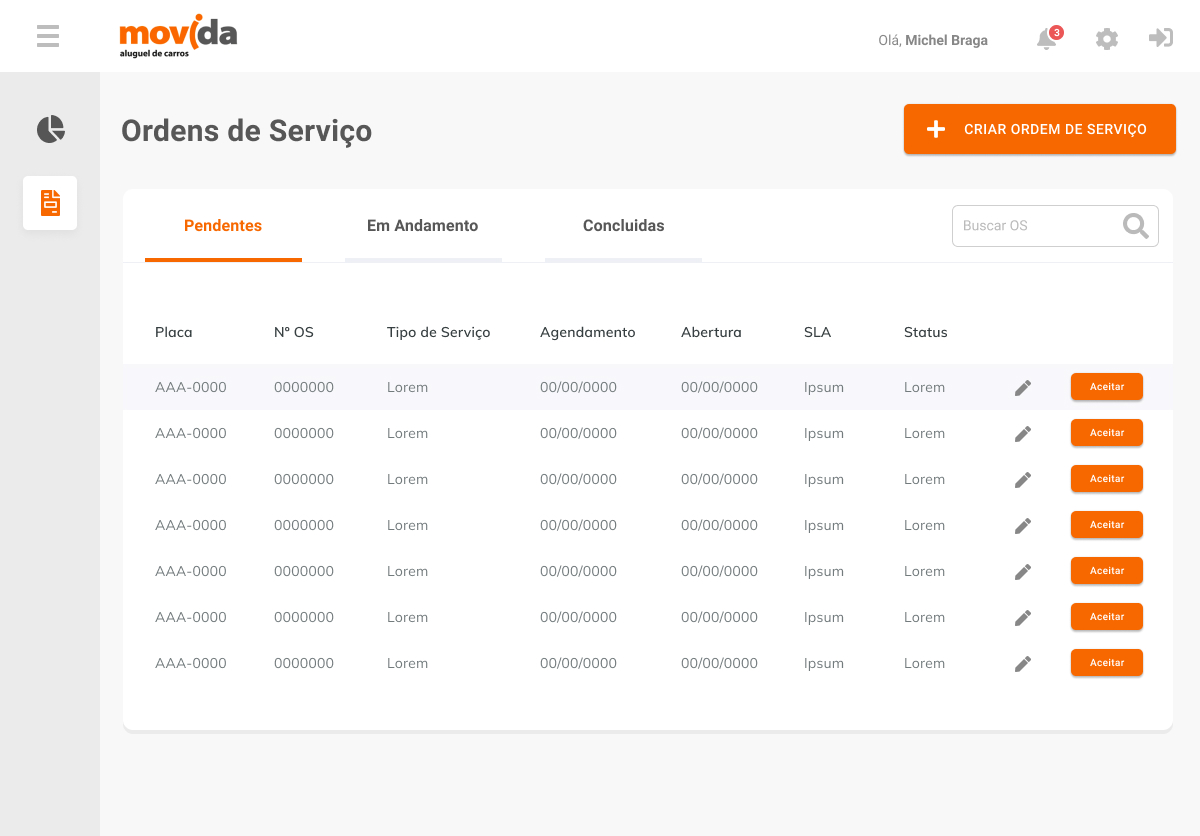 movida
aluguel de carros
Olá, Michel Braga
3
Ordens de Serviço
CRIAR ORDEM DE SERVIÇO
Pendentes Em Andamento Concluidas
Buscar OS
Placa Nº OS Tipo de Serviço Agendamento Abertura SLA Status
AAA-0000 0000000 Lorem 00/00/0000 00/00/0000 Ipsum Lorem Aceitar
AAA-0000 0000000 Lorem 00/00/0000 00/00/0000 Ipsum Lorem Aceitar
AAA-0000 0000000 Lorem 00/00/0000 00/00/0000 Ipsum Lorem Aceitar
AAA-0000 0000000 Lorem 00/00/0000 00/00/0000 Ipsum Lorem Aceitar
AAA-0000 0000000 Lorem 00/00/0000 00/00/0000 Ipsum Lorem Aceitar
AAA-0000 0000000 Lorem 00/00/0000 00/00/0000 Ipsum Lorem Aceitar
AAA-0000 0000000 Lorem 00/00/0000 00/00/0000 Ipsum Lorem Aceitar